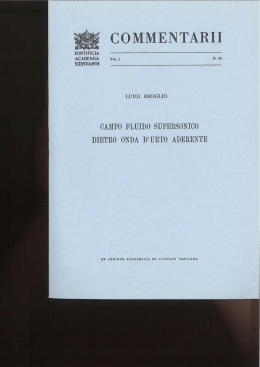 COMMENTARII
PONTIFICIA
ACADEMIA
SCIENTIARVM
VOL. I
N. 47
LUIGI BROGLIO
CAMPO FLUIDO SUPERSONICO
DIETRO ONDA D'URTO ADERENTE
EX AEDIBVS ACADEMICIS IN CIVITATE VATICANA